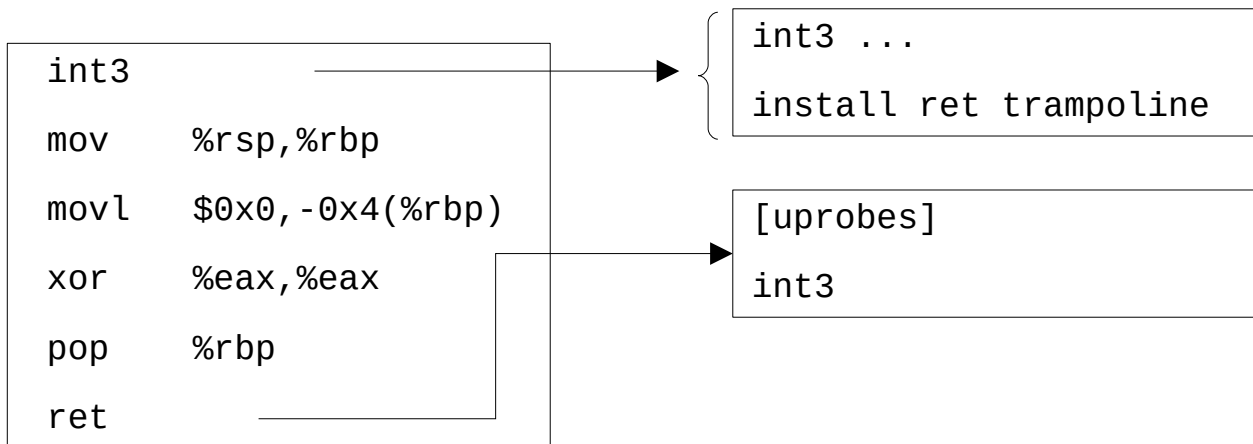 int3
mov %rsp,%rbp
movl $0x0,-0x4(%rbp)
xor %eax,%eax
pop %rbp
ret
int3 ...
install ret trampoline
[uprobes]
int3